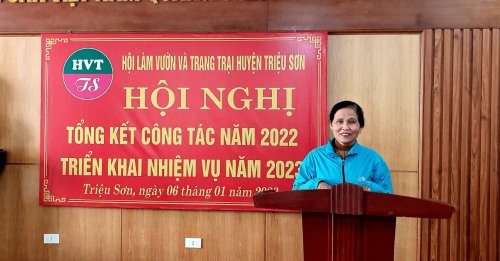 HVT
TS
HỘI LÀM VƯỜN VÀ TRANG TRẠI HUYỆN TRIỆU SƠN
HỘI NGHỊ
TỔNG KẾT CÔNG TÁC NĂM 2022
TRIỂN KHAI NHIỆM VỤ NĂM 2023
Triệu Sơn, ngày 06 tháng 01 năm